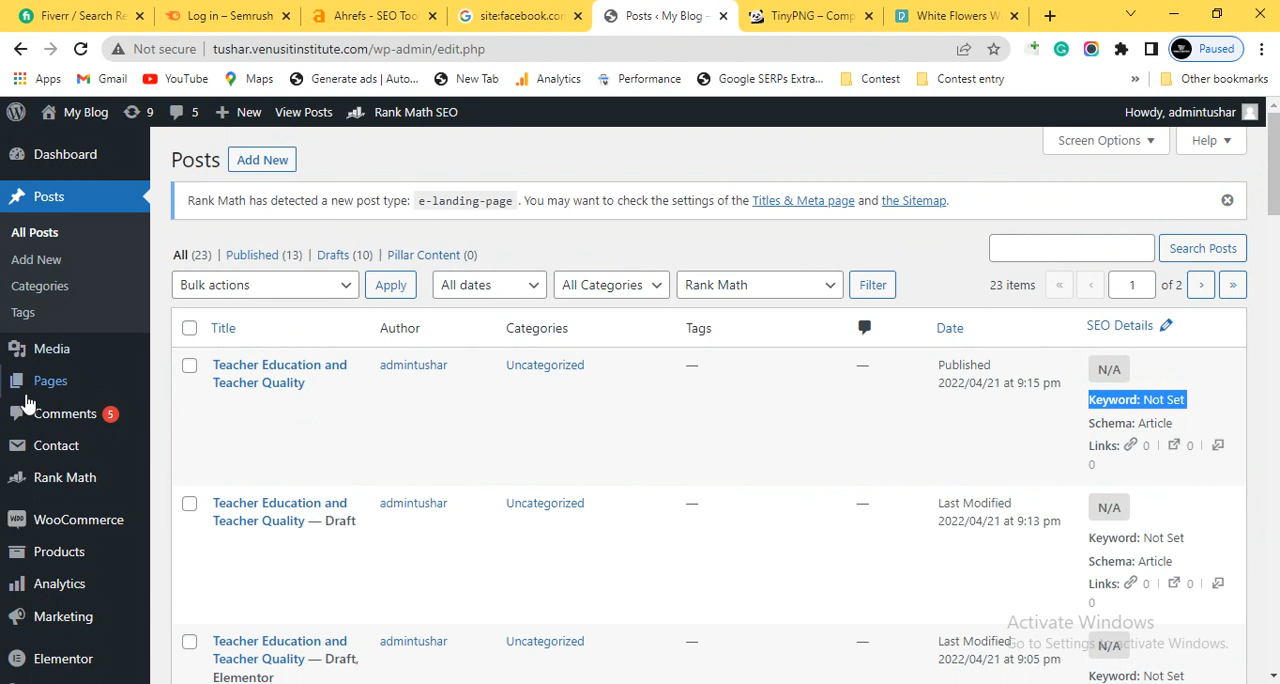 Fiverr / Search Re
Log in – Semrush
Ahrefs - SEO Too
site:facebook.con
Posts ‹ My Blog –
TinyPNG – Comp
White Flowers W
Not secure | tushar.venusitinstitute.com/wp-admin/edit.php
Paused
Apps
Gmail
YouTube
Maps
Generate ads | Auto...
New Tab
Analytics
Performance
Google SERPs Extra...
Contest
Contest entry
»
Other bookmarks
My Blog
9
5
New
View Posts
Rank Math SEO
Howdy, admintushar
Dashboard
Posts
All Posts
Add New
Categories
Tags
Media
Pages
Comments 5
Contact
Rank Math
WooCommerce
Products
Analytics
Marketing
Elementor
Posts
Add New
Screen Options
Help
Rank Math has detected a new post type: e-landing-page . You may want to check the settings of the Titles & Meta page and the Sitemap.
All (23) | Published (13) | Drafts (10) | Pillar Content (0)
Search Posts
Bulk actions
Apply
All dates
All Categories
Rank Math
Filter
23 items
«
‹
1
of 2
›
»
Title
Author
Categories
Tags
Date
SEO Details
Teacher Education and
Teacher Quality
admintushar
Uncategorized
—
—
Published
2022/04/21 at 9:15 pm
N/A
Keyword: Not Set
Schema: Article
Links: 0 | 0 |
0
Teacher Education and
Teacher Quality — Draft
admintushar
Uncategorized
—
—
Last Modified
2022/04/21 at 9:13 pm
N/A
Keyword: Not Set
Schema: Article
Links: 0 | 0 |
0
Teacher Education and
Teacher Quality — Draft,
Elementor
admintushar
Uncategorized
—
—
Last Modified
2022/04/21 at 9:05 pm
N/A
Keyword: Not Set
Activate Windows
Go to Settings to activate Windows.